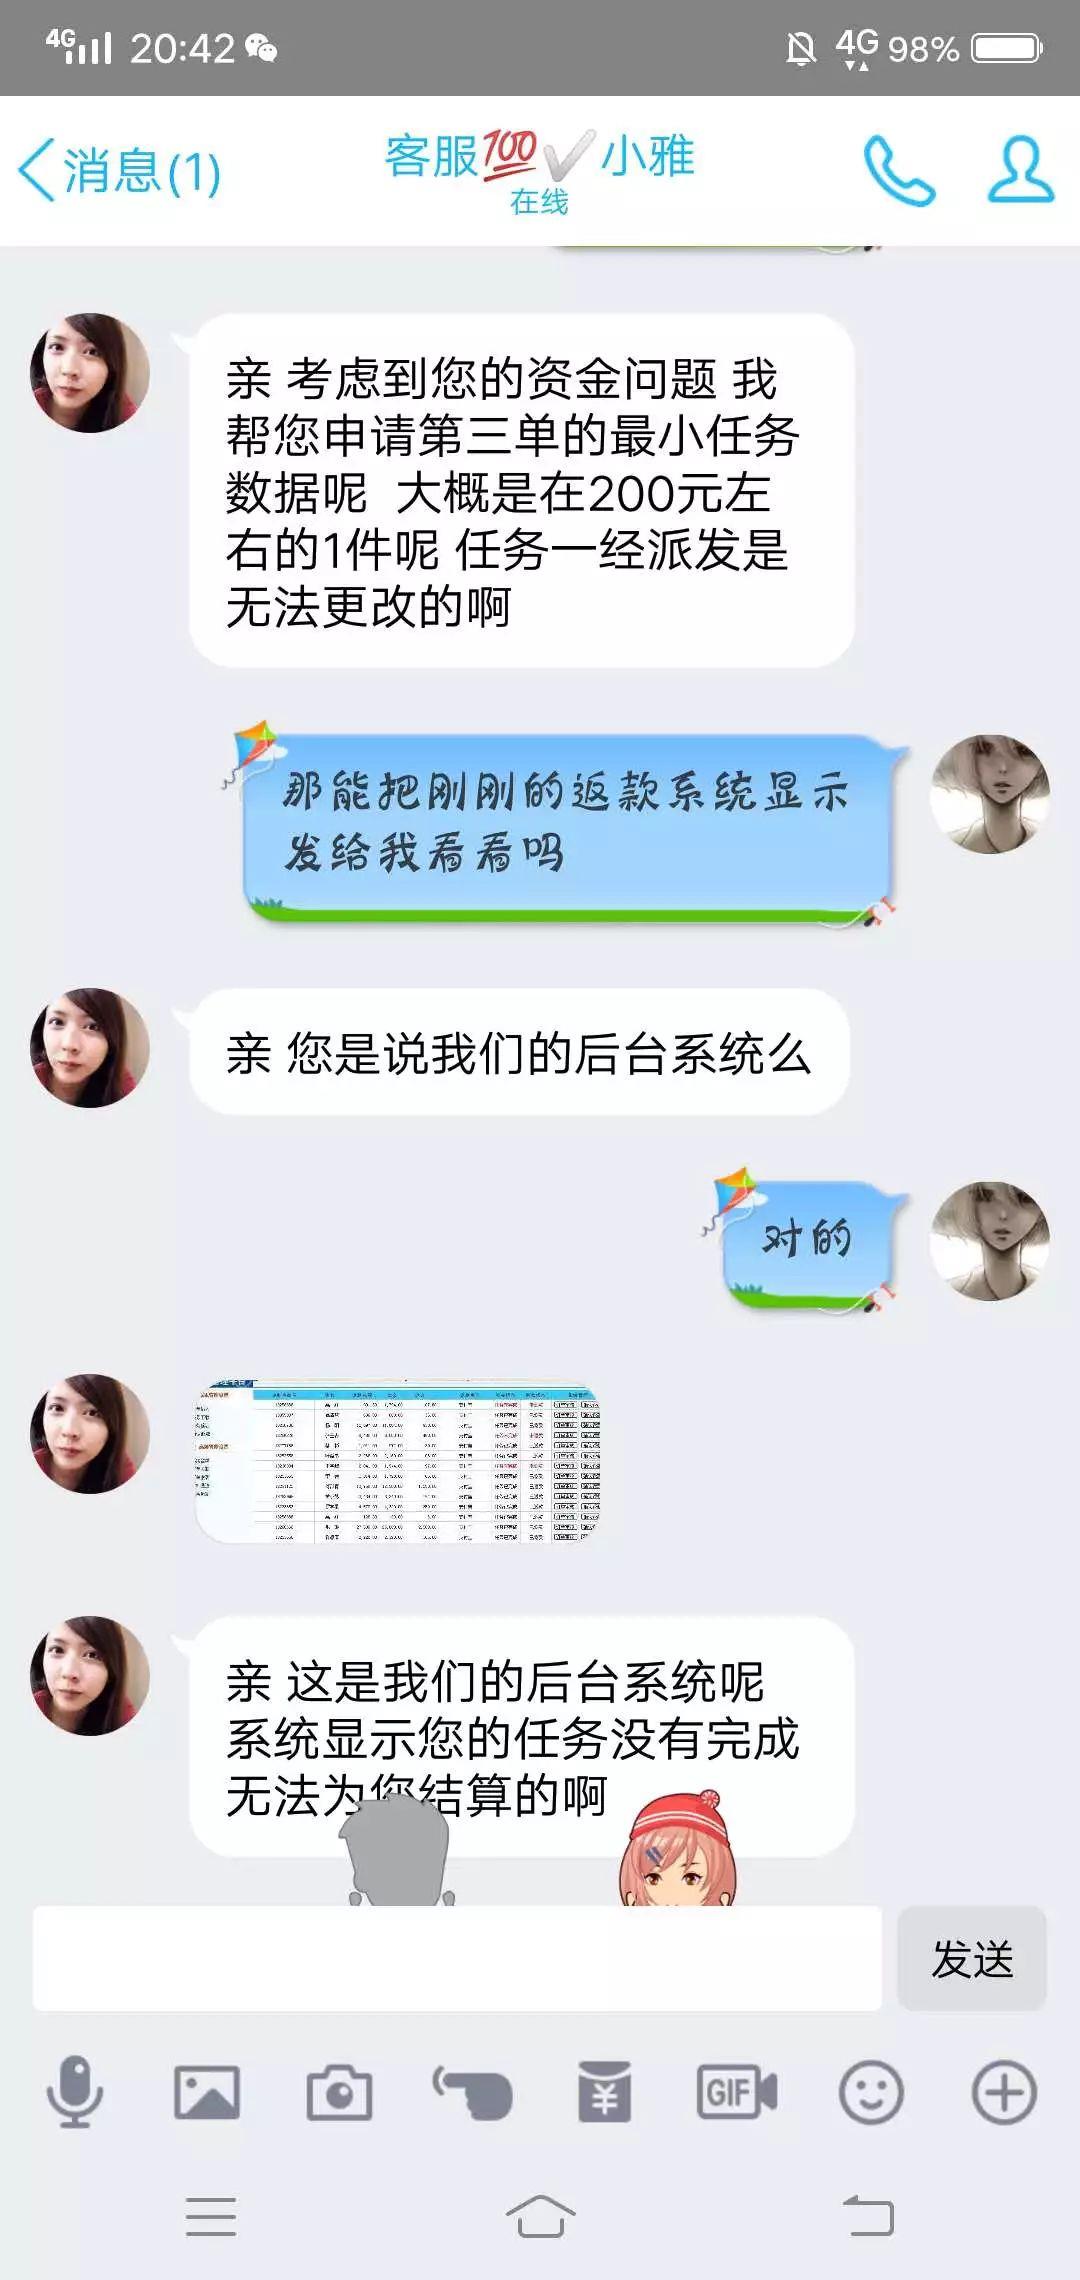 4G 20:42 4G 98%
消息(1)
客服💯✔小雅
在线
亲 考虑到您的资金问题 我
帮您申请第三单的最小任务
数据呢 大概是在200元左
右的1件呢 任务一经派发是
无法更改的啊
那能把刚刚的返款系统显示
发给我看看吗
亲 您是说我们的后台系统么
对的
亲 这是我们的后台系统呢
系统显示您的任务没有完成
无法为您结算的啊
发送
GIF